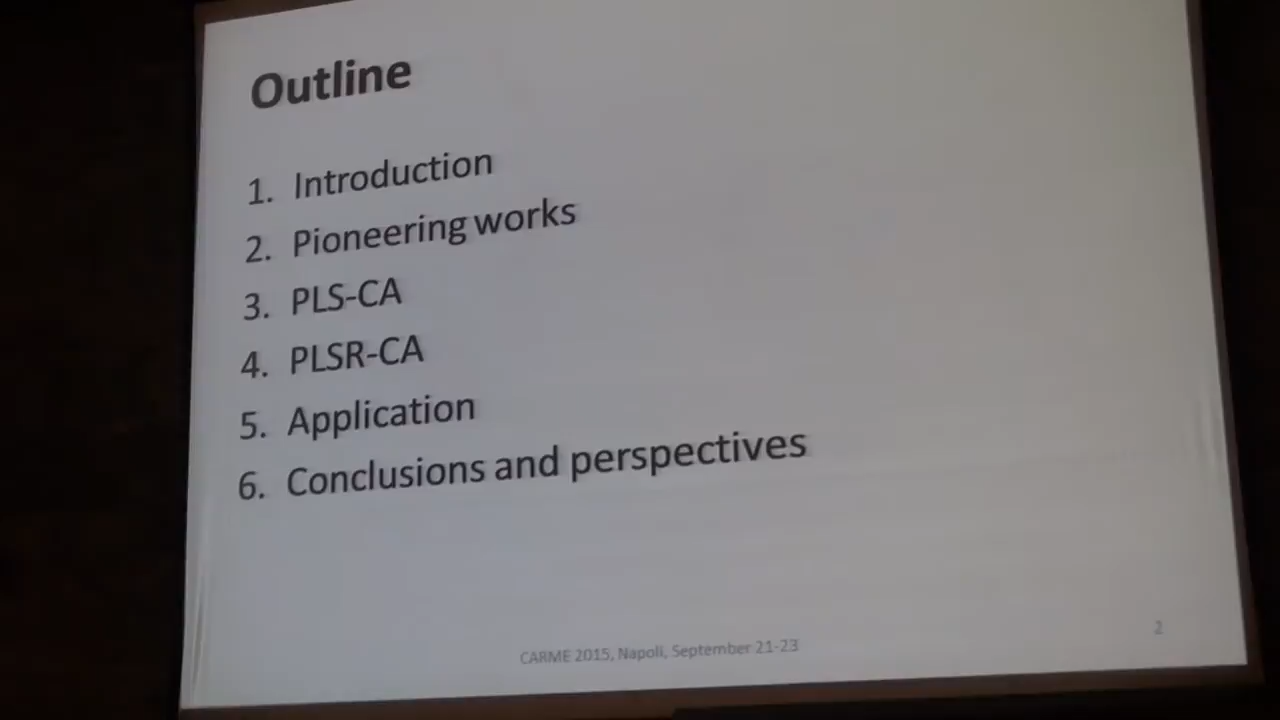 Outline
1. Introduction
2. Pioneering works
3. PLS-CA
4. PLSR-CA
5. Application
6. Conclusions and perspectives
CARME 2015, Napoli, September 21-23
2